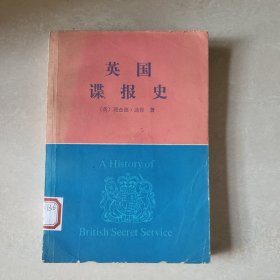 英国
谍报史
〔英〕理查德·迪肯 著
A History of
British Secret Service